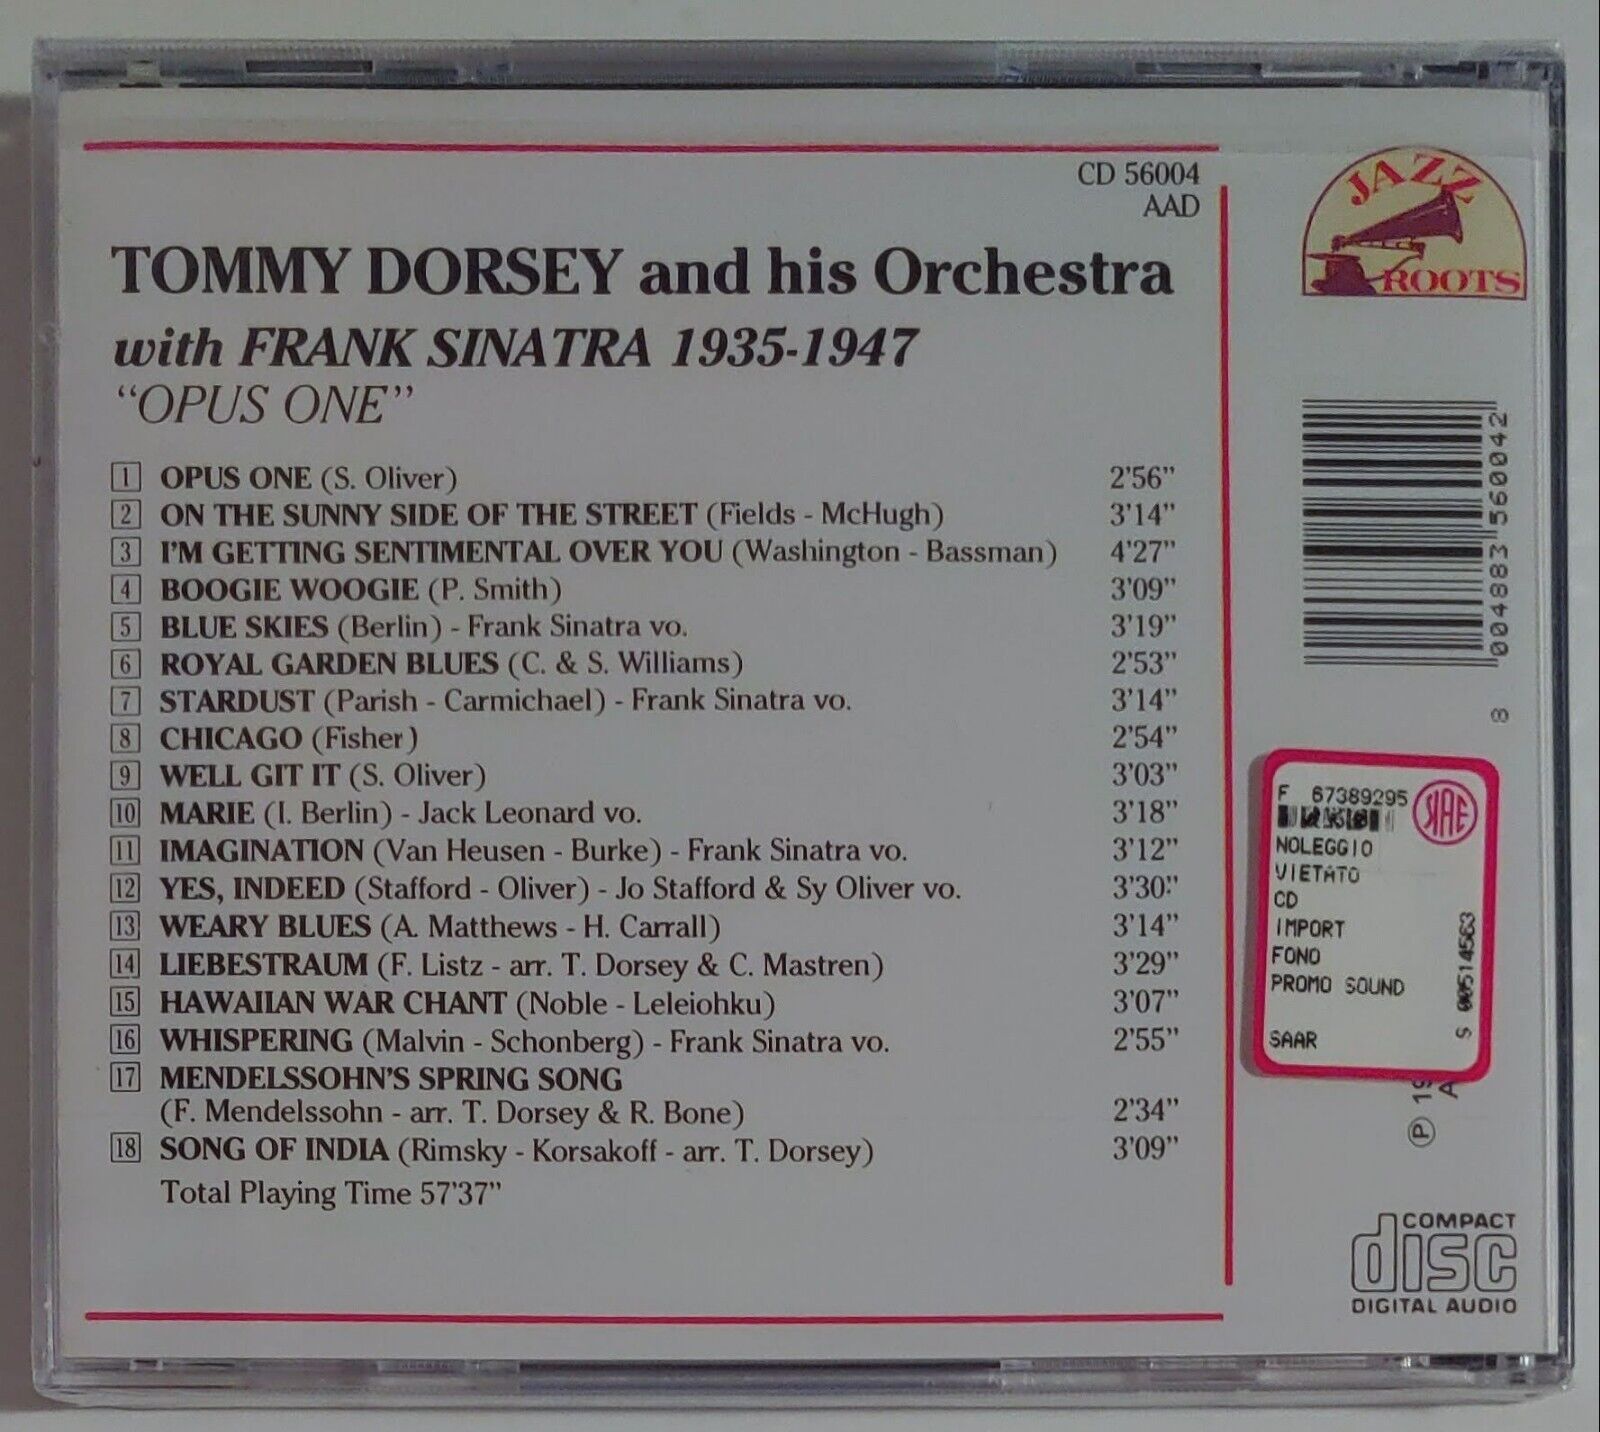 CD 56004
AAD
JAZZ
ROOTS
TOMMY DORSEY and his Orchestra
with FRANK SINATRA 1935-1947
“OPUS ONE”
1 OPUS ONE (S. Oliver) 2'56”
2 ON THE SUNNY SIDE OF THE STREET (Fields - McHugh) 3'14”
3 I'M GETTING SENTIMENTAL OVER YOU (Washington - Bassman) 4'27”
4 BOOGIE WOOGIE (P. Smith) 3'09”
5 BLUE SKIES (Berlin) - Frank Sinatra vo. 3'19”
6 ROYAL GARDEN BLUES (C. & S. Williams) 2'53”
7 STARDUST (Parish - Carmichael) - Frank Sinatra vo. 3'14”
8 CHICAGO (Fisher) 2'54”
9 WELL GIT IT (S. Oliver) 3'03”
10 MARIE (I. Berlin) - Jack Leonard vo. 3'18”
11 IMAGINATION (Van Heusen - Burke) - Frank Sinatra vo. 3'12”
12 YES, INDEED (Stafford - Oliver) - Jo Stafford & Sy Oliver vo. 3'30”
13 WEARY BLUES (A. Matthews - H. Carrall) 3'14”
14 LIEBESTRAUM (F. Listz - arr. T. Dorsey & C. Mastren) 3'29”
15 HAWAIIAN WAR CHANT (Noble - Leleiohku) 3'07”
16 WHISPERING (Malvin - Schonberg) - Frank Sinatra vo. 2'55”
17 MENDELSSOHN'S SPRING SONG
(F. Mendelssohn - arr. T. Dorsey & R. Bone) 2'34”
18 SONG OF INDIA (Rimsky - Korsakoff - arr. T. Dorsey) 3'09”
Total Playing Time 57'37”
8 004883 560042
F 67389295
SIAE
NOLEGGIO
VIETATO
CD
IMPORT
FONO
PROMO SOUND
SAAR
S 00514563
COMPACT
disc
DIGITAL AUDIO